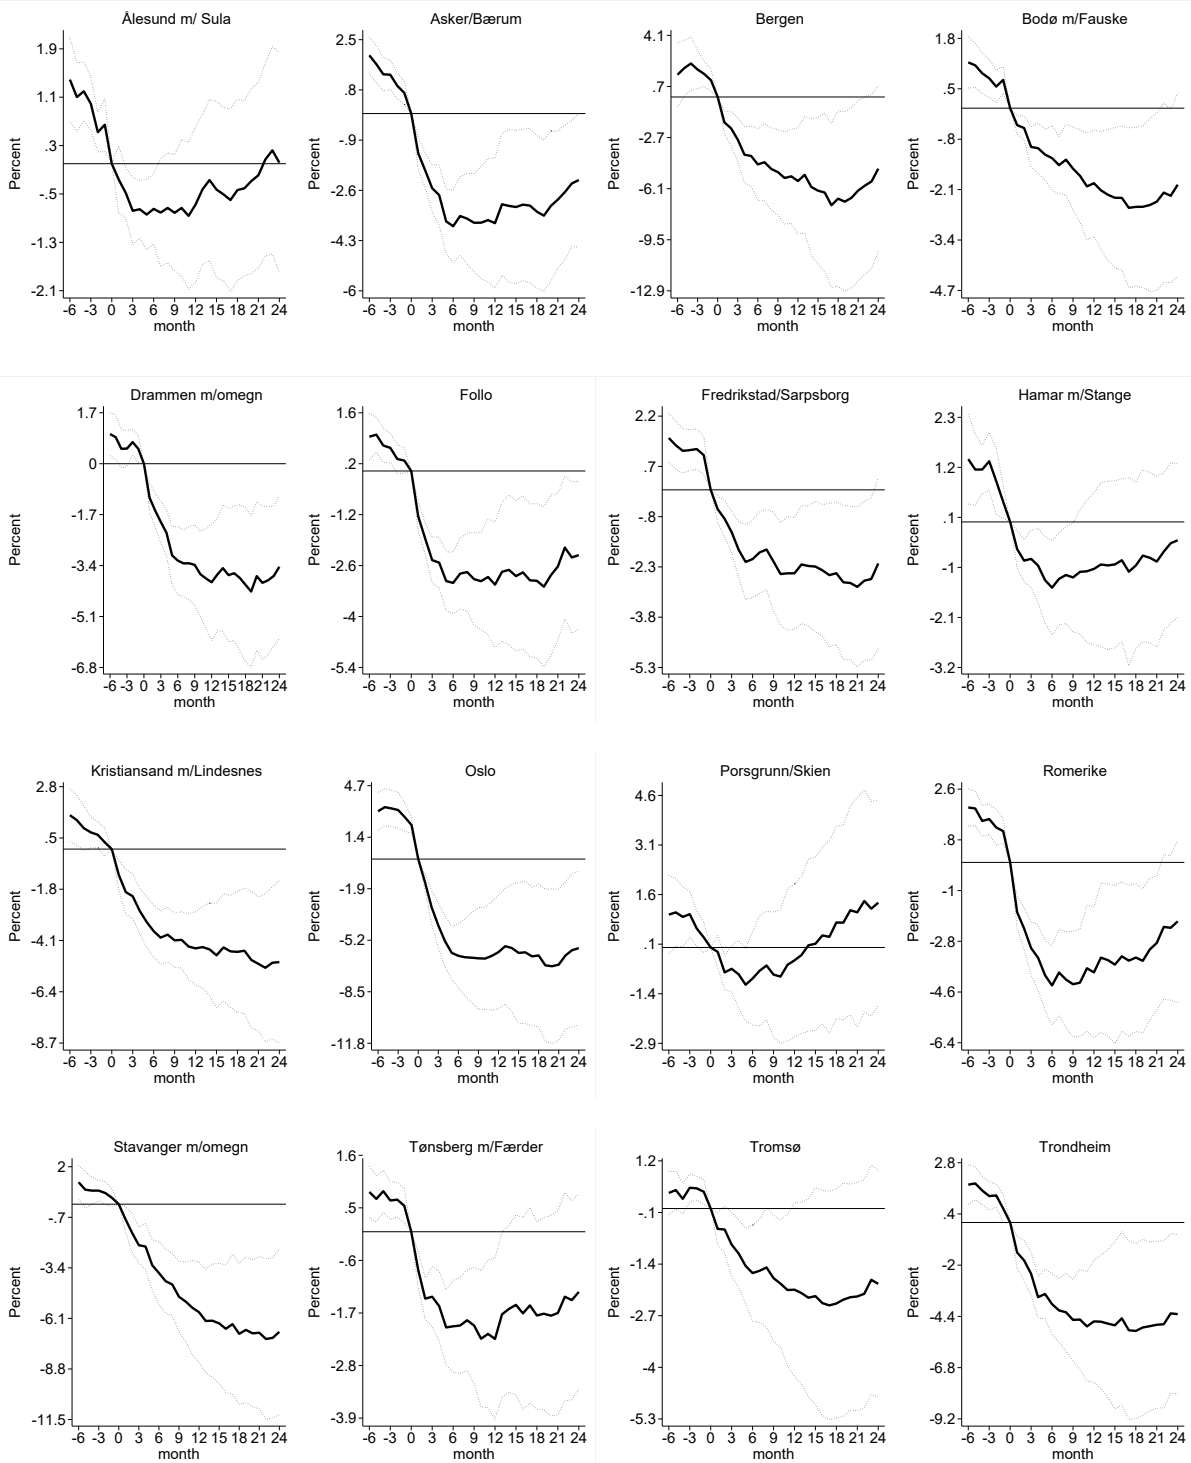 Ålesund m/ Sula
Percent
1.9
1.1
.3
-.5
-1.3
-2.1
-6 -3 0 3 6 9 12 15 18 21 24
month
Asker/Bærum
Percent
2.5
.8
-.9
-2.6
-4.3
-6
-6 -3 0 3 6 9 12 15 18 21 24
month
Bergen
Percent
4.1
.7
-2.7
-6.1
-9.5
-12.9
-6 -3 0 3 6 9 12 15 18 21 24
month
Bodø m/Fauske
Percent
1.8
.5
-.8
-2.1
-3.4
-4.7
-6 -3 0 3 6 9 12 15 18 21 24
month
Drammen m/omegn
Percent
1.7
0
-1.7
-3.4
-5.1
-6.8
-6 -3 0 3 6 9 12 15 18 21 24
month
Follo
Percent
1.6
.2
-1.2
-2.6
-4
-5.4
-6 -3 0 3 6 9 12 15 18 21 24
month
Fredrikstad/Sarpsborg
Percent
2.2
.7
-.8
-2.3
-3.8
-5.3
-6 -3 0 3 6 9 12 15 18 21 24
month
Hamar m/Stange
Percent
2.3
1.2
.1
-1
-2.1
-3.2
-6 -3 0 3 6 9 12 15 18 21 24
month
Kristiansand m/Lindesnes
Percent
2.8
.5
-1.8
-4.1
-6.4
-8.7
-6 -3 0 3 6 9 12 15 18 21 24
month
Oslo
Percent
4.7
1.4
-1.9
-5.2
-8.5
-11.8
-6 -3 0 3 6 9 12 15 18 21 24
month
Porsgrunn/Skien
Percent
4.6
3.1
1.6
.1
-1.4
-2.9
-6 -3 0 3 6 9 12 15 18 21 24
month
Romerike
Percent
2.6
.8
-1
-2.8
-4.6
-6.4
-6 -3 0 3 6 9 12 15 18 21 24
month
Stavanger m/omegn
Percent
2
-.7
-3.4
-6.1
-8.8
-11.5
-6 -3 0 3 6 9 12 15 18 21 24
month
Tønsberg m/Færder
Percent
1.6
.5
-.6
-1.7
-2.8
-3.9
-6 -3 0 3 6 9 12 15 18 21 24
month
Tromsø
Percent
1.2
-.1
-1.4
-2.7
-4
-5.3
-6 -3 0 3 6 9 12 15 18 21 24
month
Trondheim
Percent
2.8
.4
-2
-4.4
-6.8
-9.2
-6 -3 0 3 6 9 12 15 18 21 24
month